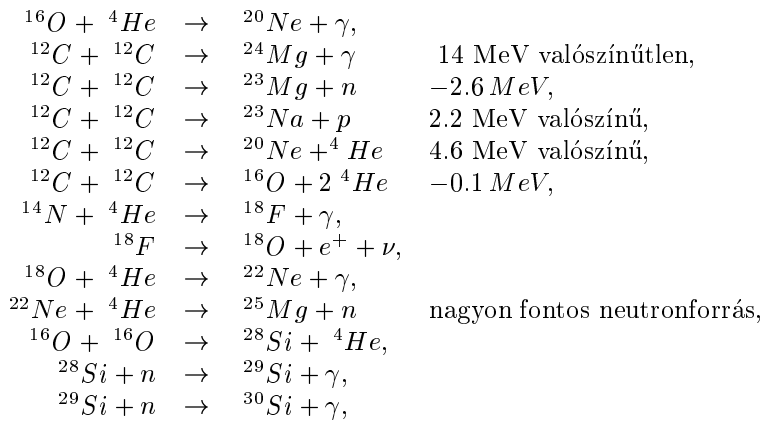 ¹⁶O + ⁴He → ²⁰Ne + γ,
¹²C + ¹²C → ²⁴Mg + γ 14 MeV valószínűtlen,
¹²C + ¹²C → ²³Mg + n −2.6 MeV,
¹²C + ¹²C → ²³Na + p 2.2 MeV valószínű,
¹²C + ¹²C → ²⁰Ne +⁴ He 4.6 MeV valószínű,
¹²C + ¹²C → ¹⁶O + 2 ⁴He −0.1 MeV,
¹⁴N + ⁴He → ¹⁸F + γ,
¹⁸F → ¹⁸O + e⁺ + ν,
¹⁸O + ⁴He → ²²Ne + γ,
²²Ne + ⁴He → ²⁵Mg + n nagyon fontos neutronforrás,
¹⁶O + ¹⁶O → ²⁸Si + ⁴He,
²⁸Si + n → ²⁹Si + γ,
²⁹Si + n → ³⁰Si + γ,